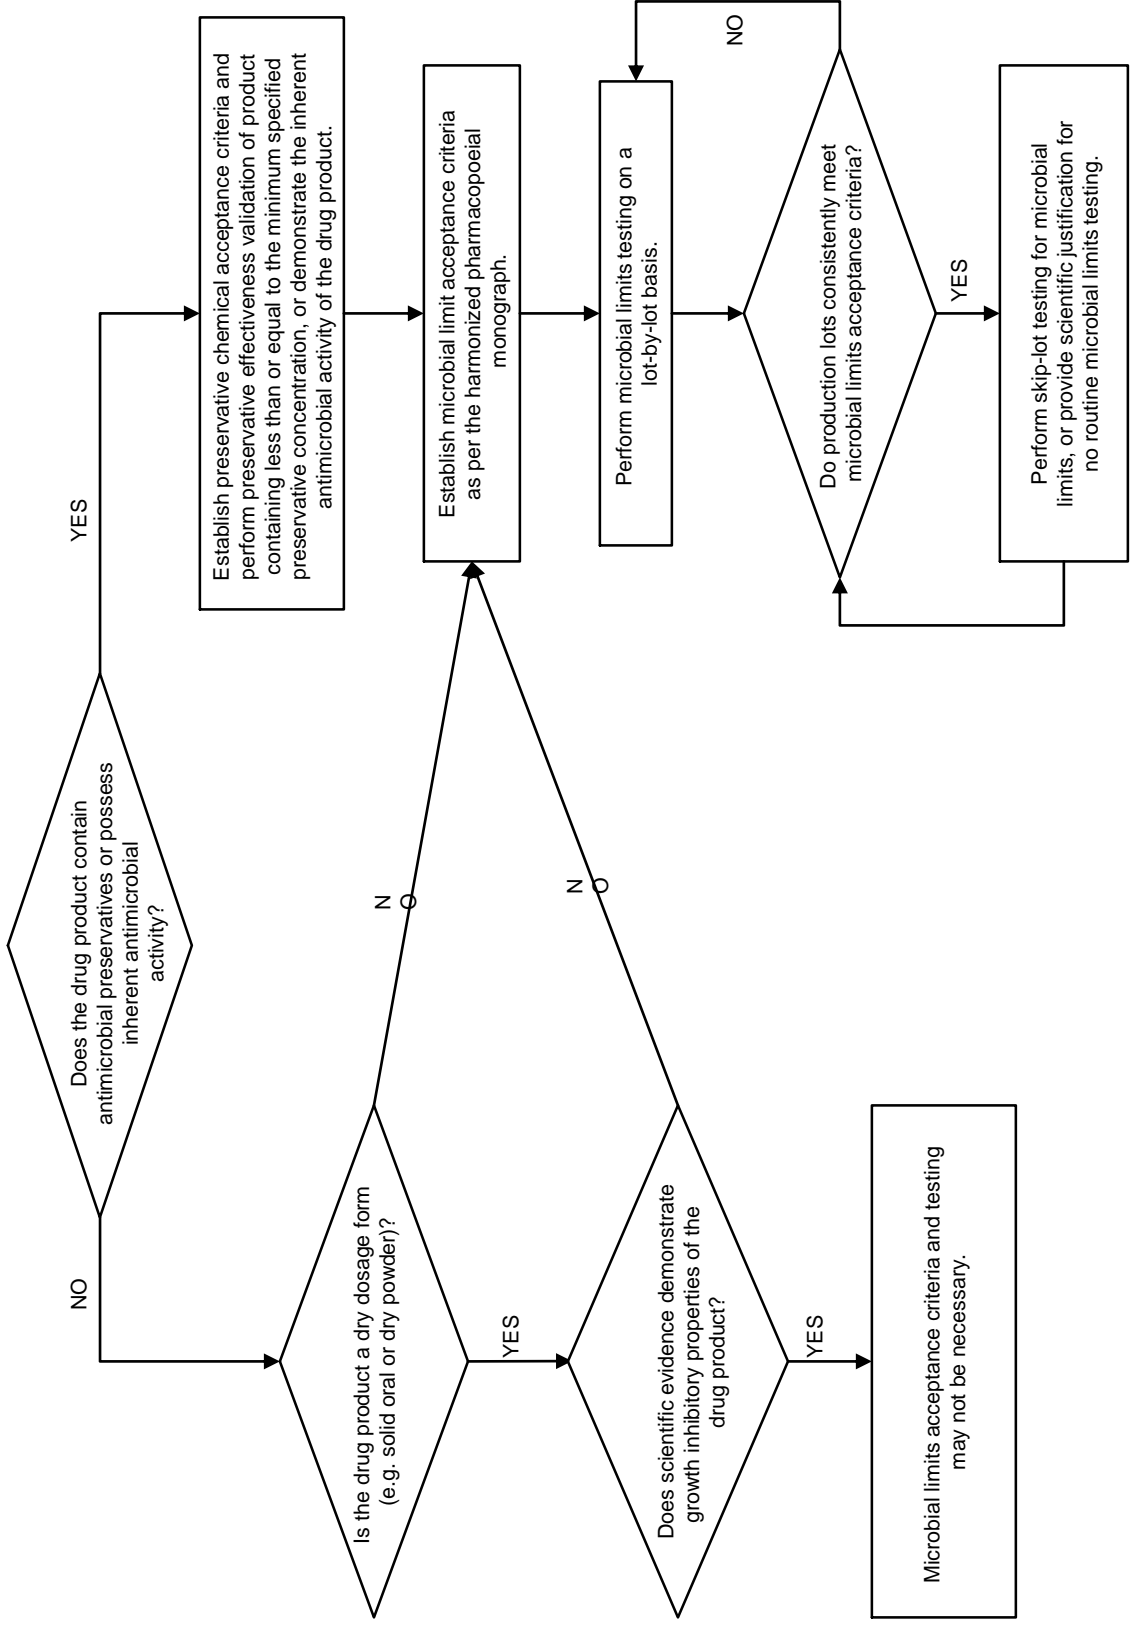 Does the drug product contain
antimicrobial preservatives or possess
inherent antimicrobial
activity?
NO
YES
Is the drug product a dry dosage form
(e.g. solid oral or dry powder)?
N
O
YES
Does scientific evidence demonstrate
growth inhibitory properties of the
drug product?
N
O
YES
Microbial limits acceptance criteria and testing
may not be necessary.
Establish preservative chemical acceptance criteria and
perform preservative effectiveness validation of product
containing less than or equal to the minimum specified
preservative concentration, or demonstrate the inherent
antimicrobial activity of the drug product.
Establish microbial limit acceptance criteria
as per the harmonized pharmacopoeial
monograph.
Perform microbial limits testing on a
lot-by-lot basis.
NO
Do production lots consistently meet
microbial limits acceptance criteria?
YES
Perform skip-lot testing for microbial
limits, or provide scientific justification for
no routine microbial limits testing.